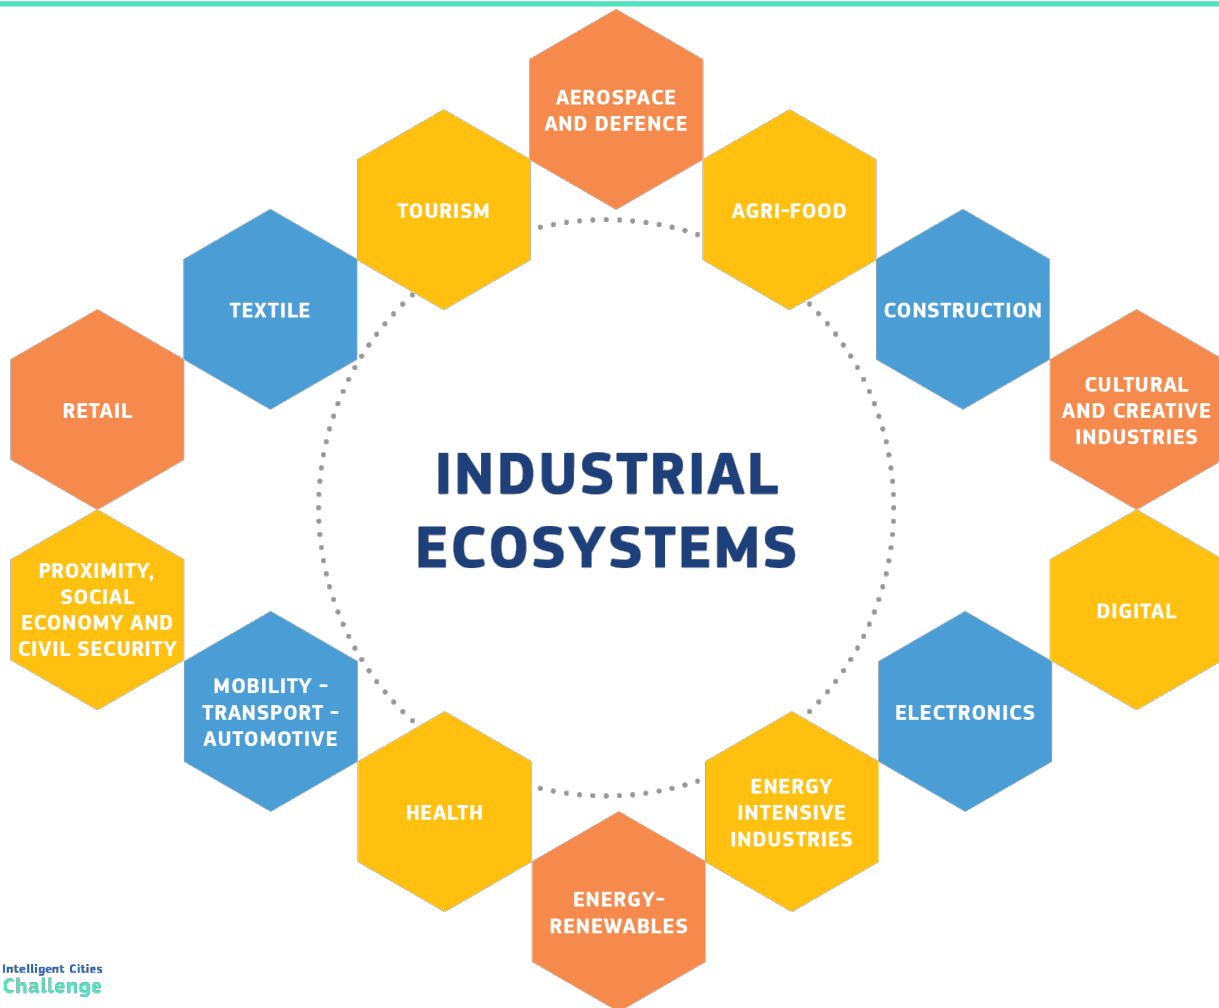 AEROSPACE
AND DEFENCE
TOURISM
AGRI-FOOD
TEXTILE
CONSTRUCTION
RETAIL
CULTURAL
AND CREATIVE
INDUSTRIES
INDUSTRIAL
ECOSYSTEMS
PROXIMITY,
SOCIAL
ECONOMY AND
CIVIL SECURITY
DIGITAL
MOBILITY -
TRANSPORT -
AUTOMOTIVE
ELECTRONICS
HEALTH
ENERGY
INTENSIVE
INDUSTRIES
ENERGY-
RENEWABLES
Intelligent Cities
Challenge